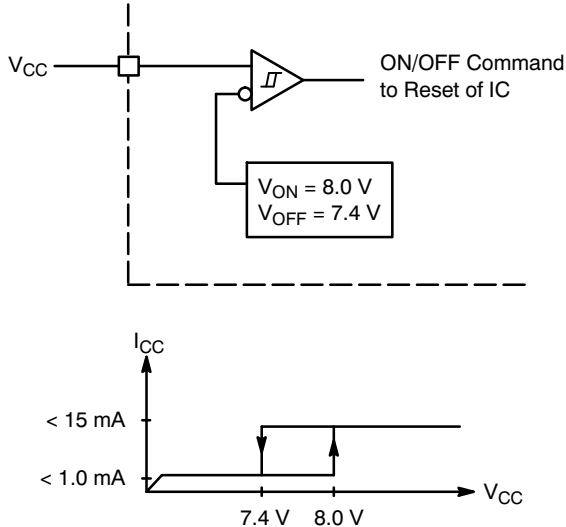 VCC
ON/OFF Command
to Reset of IC
VON = 8.0 V
VOFF = 7.4 V
ICC
< 15 mA
< 1.0 mA
VCC
7.4 V
8.0 V